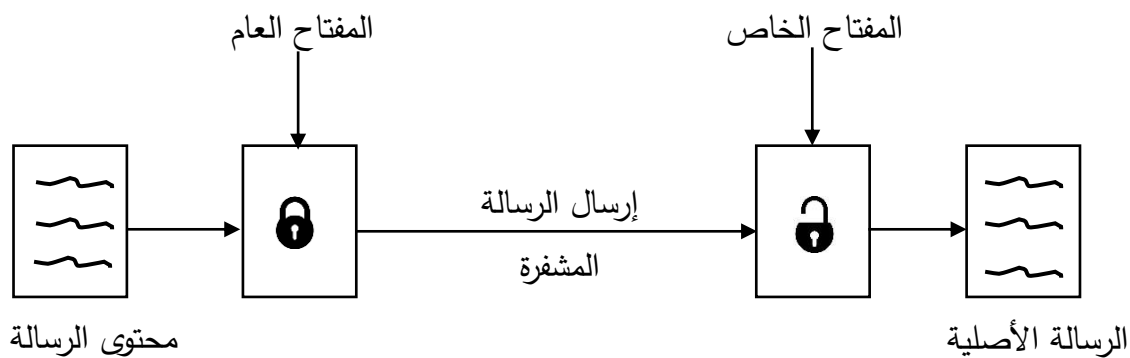 المفتاح العام
المفتاح الخاص
إرسال الرسالة
المشفرة
محتوى الرسالة
الرسالة الأصلية